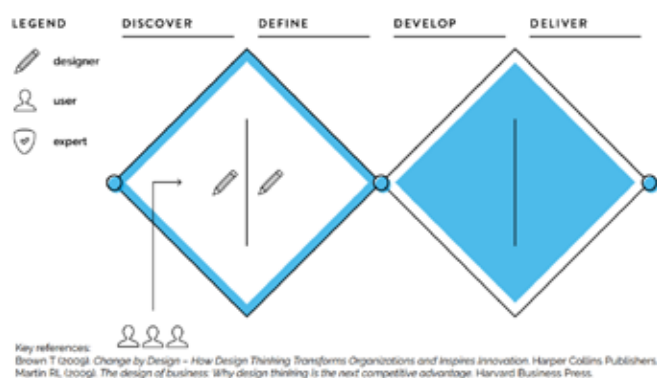 LEGEND
DISCOVER
DEFINE
DEVELOP
DELIVER
designer
user
expert
Key references:
Brown T (2009). Change by Design – How Design Thinking Transforms Organizations and Inspires Innovation. Harper Collins Publishers.
Martin RL (2009). The design of business: Why design thinking is the next competitive advantage. Harvard Business Press.